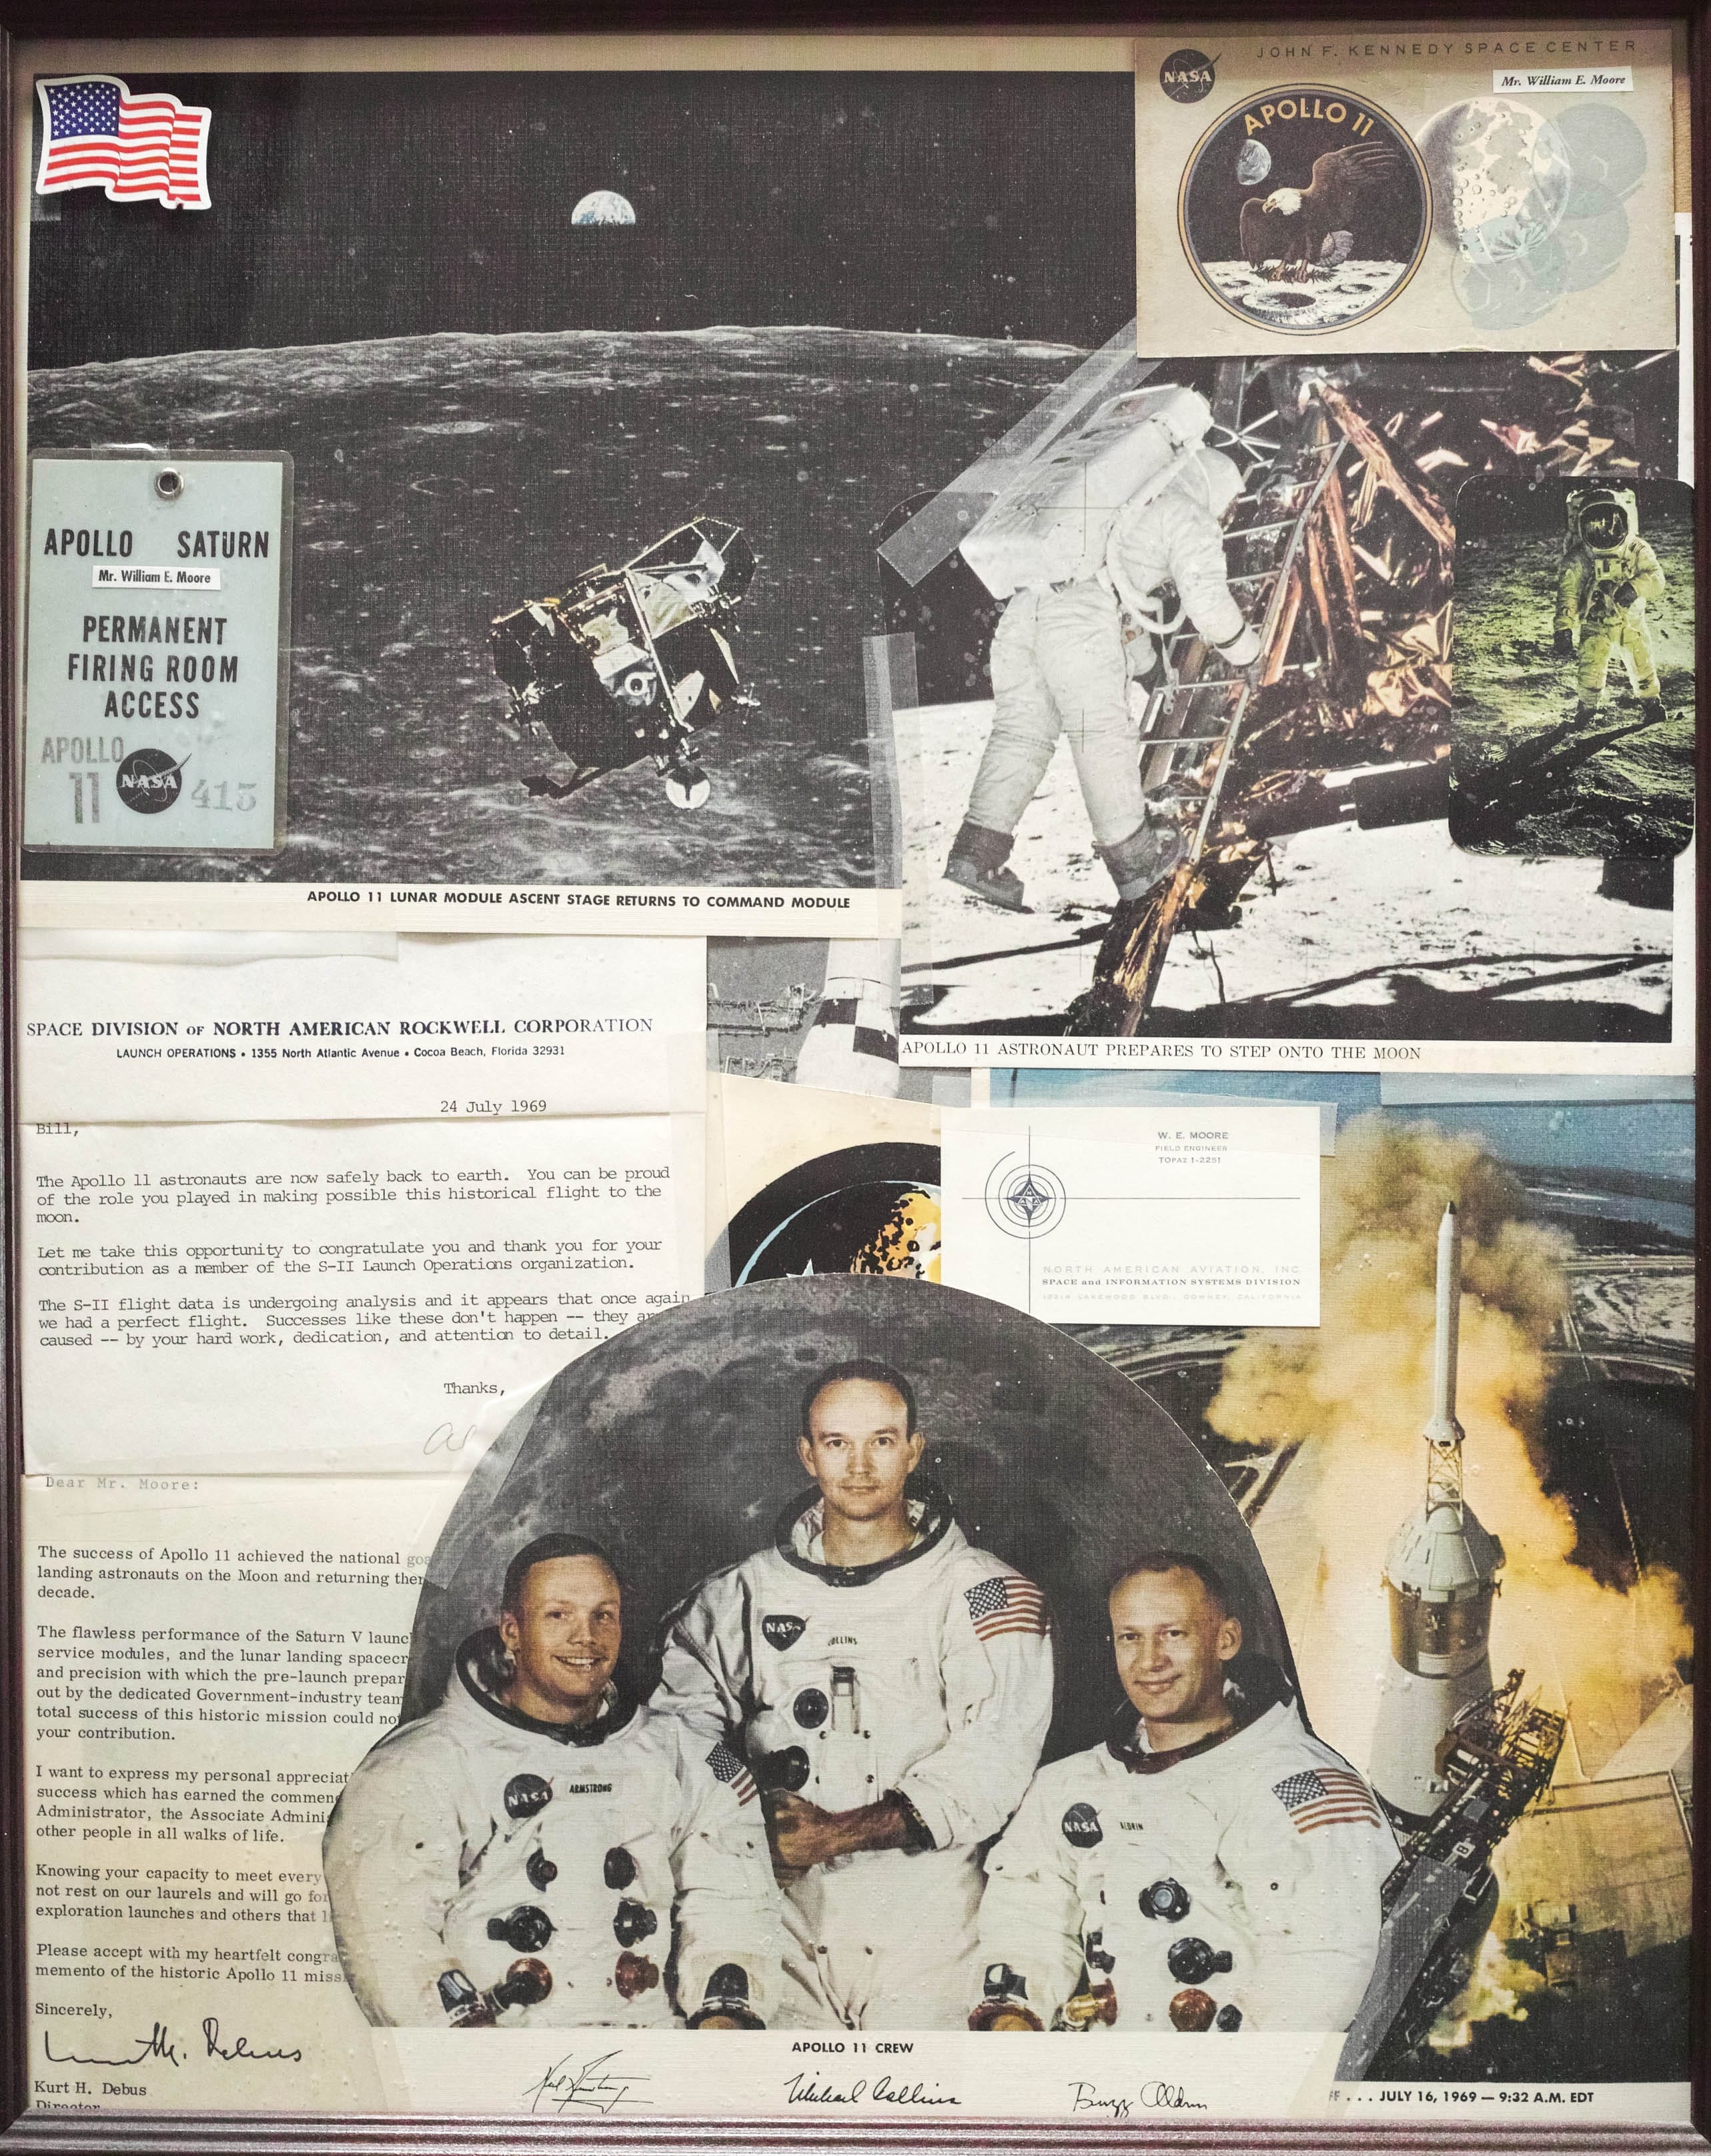 JOHN F. KENNEDY SPACE CENTER
NASA
Mr. William E. Moore
APOLLO 11
APOLLO SATURN
Mr. William E. Moore
PERMANENT
FIRING ROOM
ACCESS
APOLLO
11 NASA 415
APOLLO 11 LUNAR MODULE ASCENT STAGE RETURNS TO COMMAND MODULE
APOLLO 11 ASTRONAUT PREPARES TO STEP ONTO THE MOON
SPACE DIVISION OF NORTH AMERICAN ROCKWELL CORPORATION
LAUNCH OPERATIONS • 1355 North Atlantic Avenue • Cocoa Beach, Florida 32931
24 July 1969
Bill,
The Apollo 11 astronauts are now safely back to earth. You can be proud
of the role you played in making possible this historical flight to the
moon.
Let me take this opportunity to congratulate you and thank you for your
contribution as a member of the S-II Launch Operations organization.
The S-II flight data is undergoing analysis and it appears that once again
we had a perfect flight. Successes like these don't happen -- they ar
caused -- by your hard work, dedication, and attention to detail.
Thanks,
W. E. MOORE
FIELD ENGINEER
TOPAZ 1-2251
NORTH AMERICAN AVIATION, INC.
SPACE and INFORMATION SYSTEMS DIVISION
12214 LAKEWOOD BLVD., DOWNEY, CALIFORNIA
Dear Mr. Moore:
The success of Apollo 11 achieved the national goa
landing astronauts on the Moon and returning ther
decade.
The flawless performance of the Saturn V launc
service modules, and the lunar landing spacecr
and precision with which the pre-launch prepar
out by the dedicated Government-industry team
total success of this historic mission could not
your contribution.
I want to express my personal appreciat
success which has earned the commend
Administrator, the Associate Adminis
other people in all walks of life.
Knowing your capacity to meet every
not rest on our laurels and will go for
exploration launches and others that l
Please accept with my heartfelt congra
memento of the historic Apollo 11 miss
Sincerely,
Kurt H. Debus
Kurt H. Debus
Director
NASA
COLLINS
NASA
ARMSTRONG
NASA
ALDRIN
APOLLO 11 CREW
Neil Armstrong
Michael Collins
Buzz Aldrin
FF . . . JULY 16, 1969 — 9:32 A.M. EDT